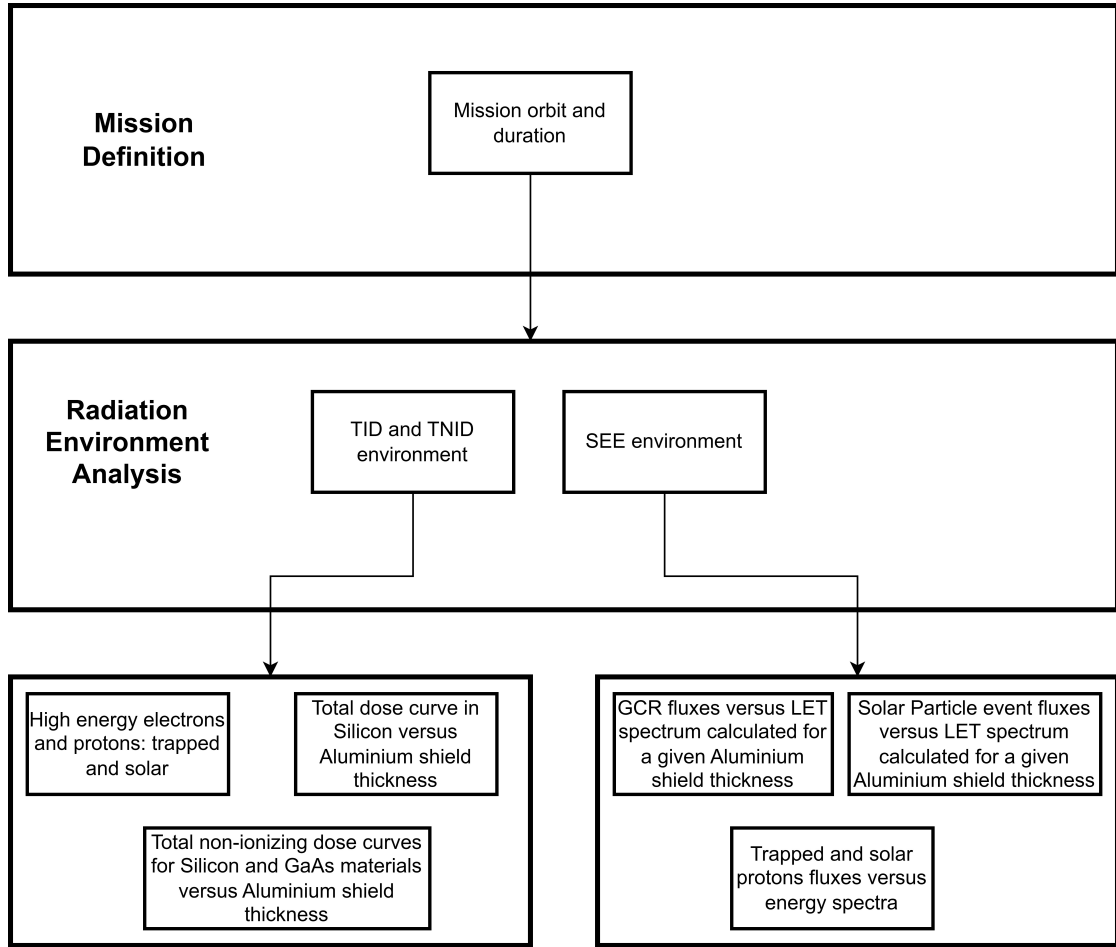 Mission
Definition
Mission orbit and
duration
Radiation
Environment
Analysis
TID and TNID
environment
SEE environment
High energy electrons
and protons: trapped
and solar
Total dose curve in
Silicon versus
Aluminium shield
thickness
Total non-ionizing dose curves
for Silicon and GaAs materials
versus Aluminium shield
thickness
GCR fluxes versus LET
spectrum calculated for
a given Aluminium
shield thickness
Solar Particle event fluxes
versus LET spectrum
calculated for a given
Aluminium shield thickness
Trapped and solar
protons fluxes versus
energy spectra